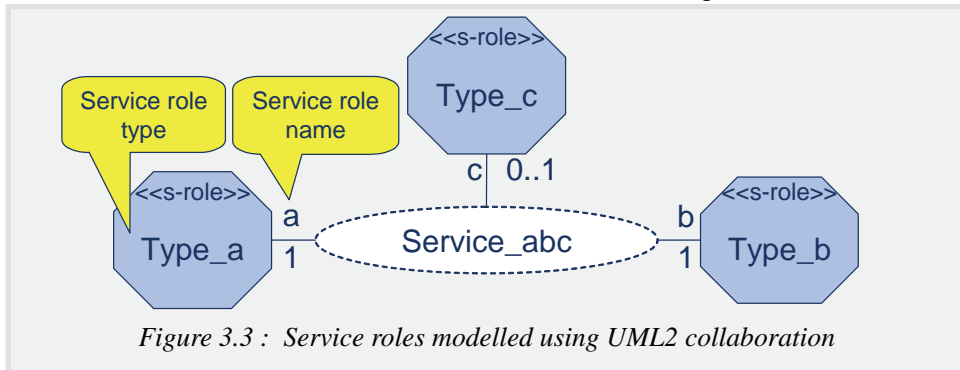 <<s-role>>
Type_c
Service role
type
Service role
name
c 0..1
<<s-role>>
Type_a
a
1
Service_abc
b
1
<<s-role>>
Type_b
Figure 3.3 : Service roles modelled using UML2 collaboration